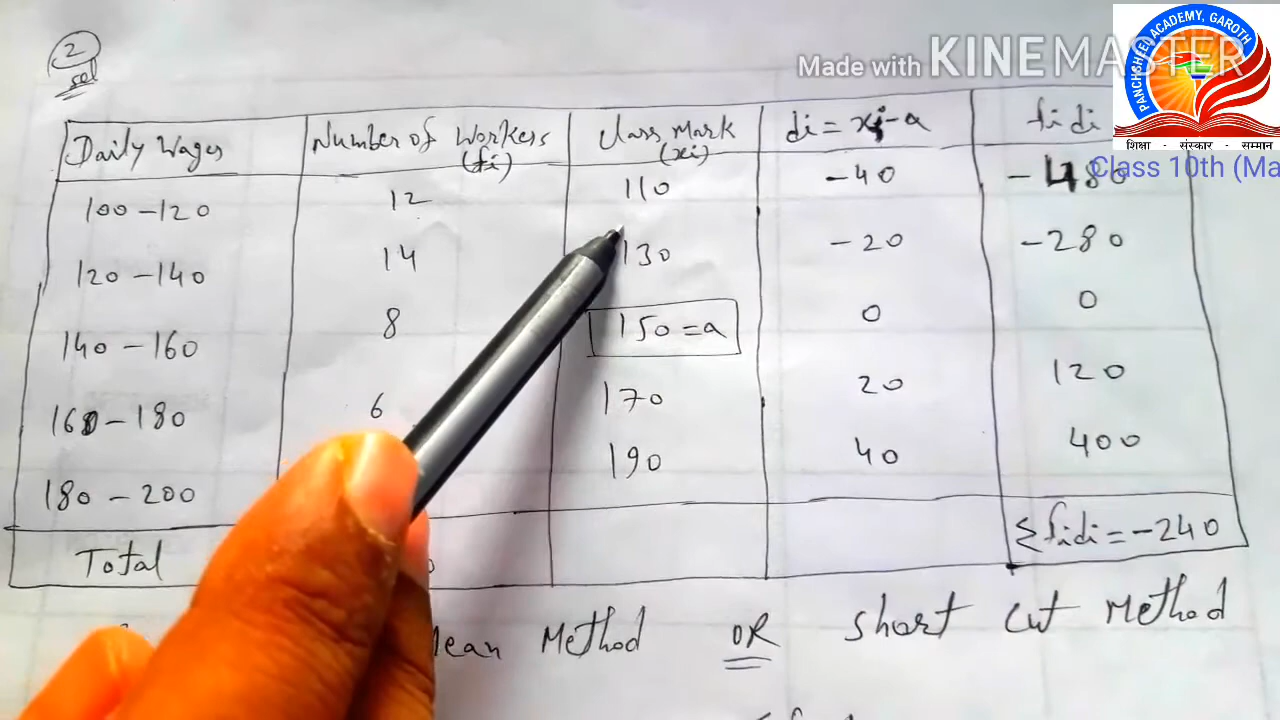 Made with KINEMASTER
PANCHSHEEL ACADEMY, GAROTH
शिक्षा - संस्कार - सम्मान
Class 10th (Ma
2
sol
Daily Wages Number of Workers (fi) Class Mark (xi) di = xi - a fidi
100 - 120 12 110 -40 -480
120 - 140 14 130 -20 -280
140 - 160 8 150 = a 0 0
160 - 180 6 170 20 120
180 - 200 190 40 400
Total 0 Σfidi = -240
Mean Method OR Short Cut Method